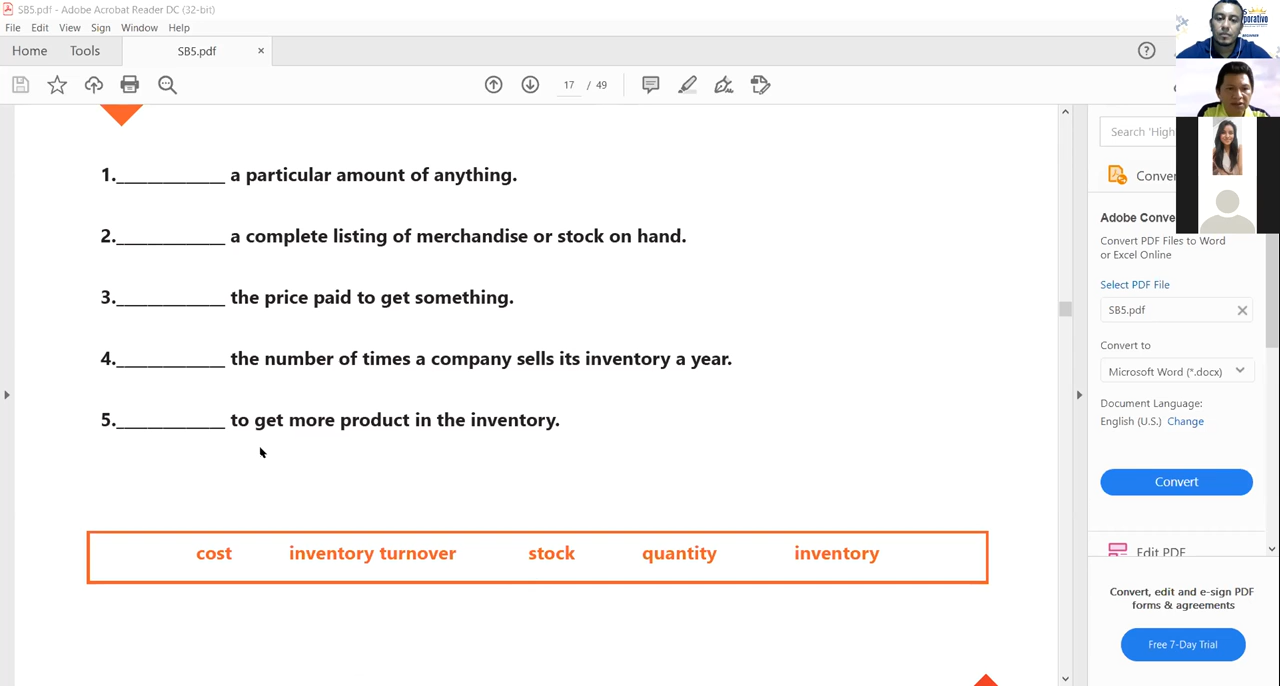 SB5.pdf - Adobe Acrobat Reader DC (32-bit)
File Edit View Sign Window Help
Home Tools SB5.pdf ×
17 / 49
1.____________ a particular amount of anything.
2.____________ a complete listing of merchandise or stock on hand.
3.____________ the price paid to get something.
4.____________ the number of times a company sells its inventory a year.
5.____________ to get more product in the inventory.
cost inventory turnover stock quantity inventory
Search 'High
Conver
Adobe Conve
Convert PDF Files to Word
or Excel Online
Select PDF File
SB5.pdf
Convert to
Microsoft Word (*.docx)
Document Language:
English (U.S.) Change
Convert
Edit PDF
Convert, edit and e-sign PDF
forms & agreements
Free 7-Day Trial